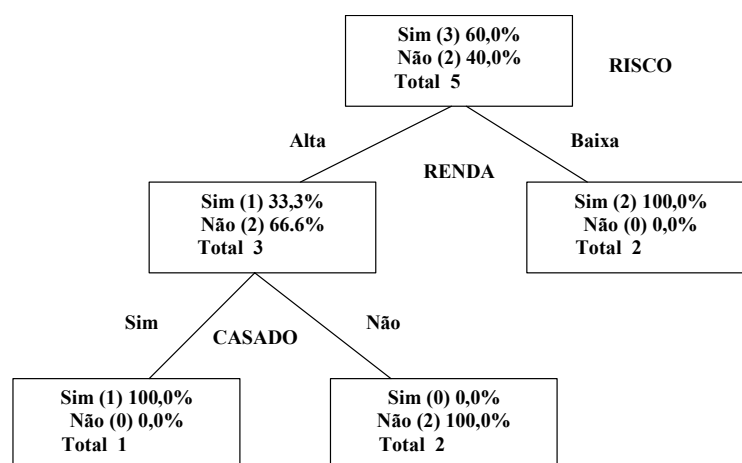 Sim (3) 60,0%
Não (2) 40,0%
Total 5
RISCO
Alta
Baixa
RENDA
Sim (1) 33,3%
Não (2) 66.6%
Total 3
Sim (2) 100,0%
Não (0) 0,0%
Total 2
Sim
Não
CASADO
Sim (1) 100,0%
Não (0) 0,0%
Total 1
Sim (0) 0,0%
Não (2) 100,0%
Total 2